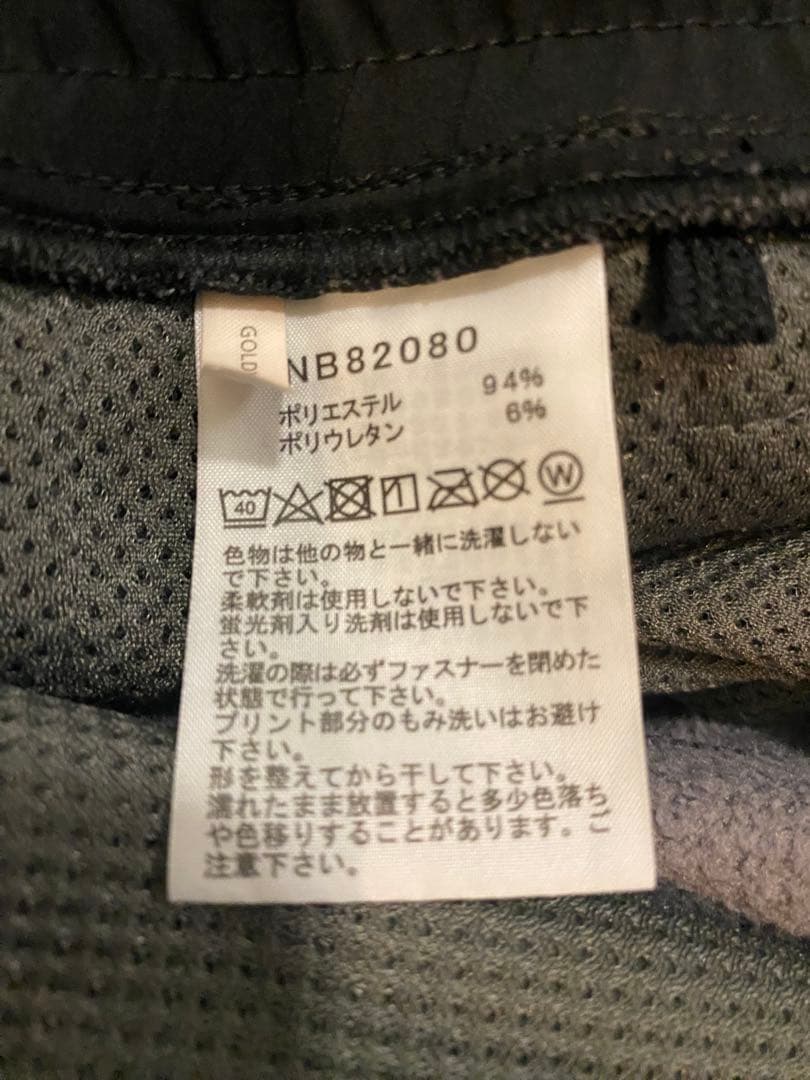 GOLD
NB82080
ポリエステル 94%
ポリウレタン 6%
40 W
色物は他の物と一緒に洗濯しない
で下さい。
柔軟剤は使用しないで下さい。
蛍光剤入り洗剤は使用しないで下
さい。
洗濯の際は必ずファスナーを閉めた
状態で行って下さい。
プリント部分のもみ洗いはお避け
下さい。
形を整えてから干して下さい。
濡れたまま放置すると多少色落ち
や色移りすることがあります。ご
注意下さい。